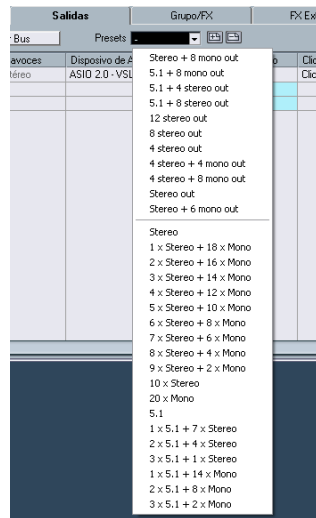 Salidas
Grupo/FX
FX Ex
Bus
Presets
-
avoces
Disposivo de A
o
Clic
téreo
ASIO 2.0 - VSL
Clic
Stereo + 8 mono out
5.1 + 8 mono out
5.1 + 4 stereo out
5.1 + 8 stereo out
12 stereo out
8 stereo out
4 stereo out
4 stereo + 4 mono out
4 stereo + 8 mono out
Stereo out
Stereo + 6 mono out
Stereo
1 x Stereo + 18 x Mono
2 x Stereo + 16 x Mono
3 x Stereo + 14 x Mono
4 x Stereo + 12 x Mono
5 x Stereo + 10 x Mono
6 x Stereo + 8 x Mono
7 x Stereo + 6 x Mono
8 x Stereo + 4 x Mono
9 x Stereo + 2 x Mono
10 x Stereo
20 x Mono
5.1
1 x 5.1 + 7 x Stereo
2 x 5.1 + 4 x Stereo
3 x 5.1 + 1 x Stereo
1 x 5.1 + 14 x Mono
2 x 5.1 + 8 x Mono
3 x 5.1 + 2 x Mono